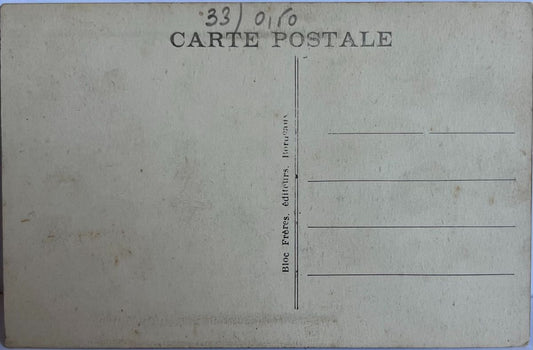 33) 0,50
CARTE POSTALE
Bloc Frères, éditeurs, Bordeaux